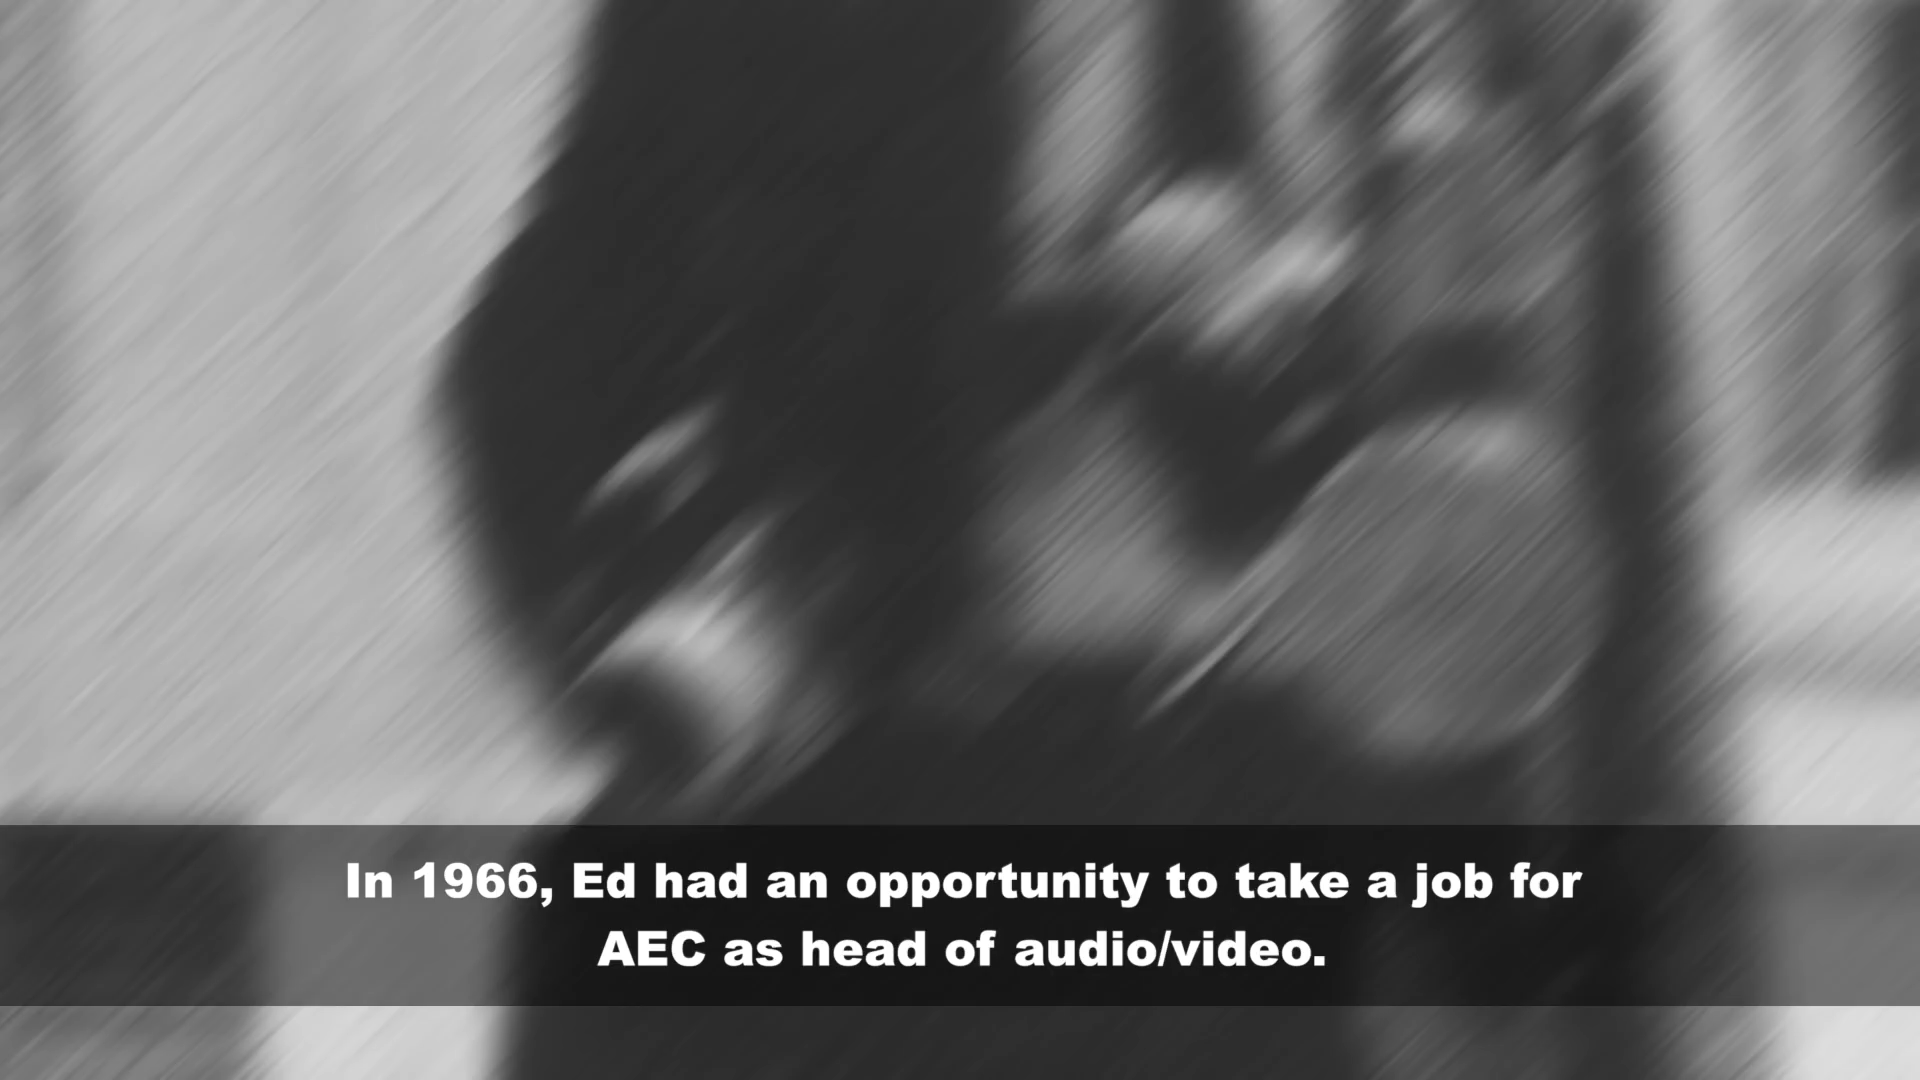 In 1966, Ed had an opportunity to take a job for
AEC as head of audio/video.